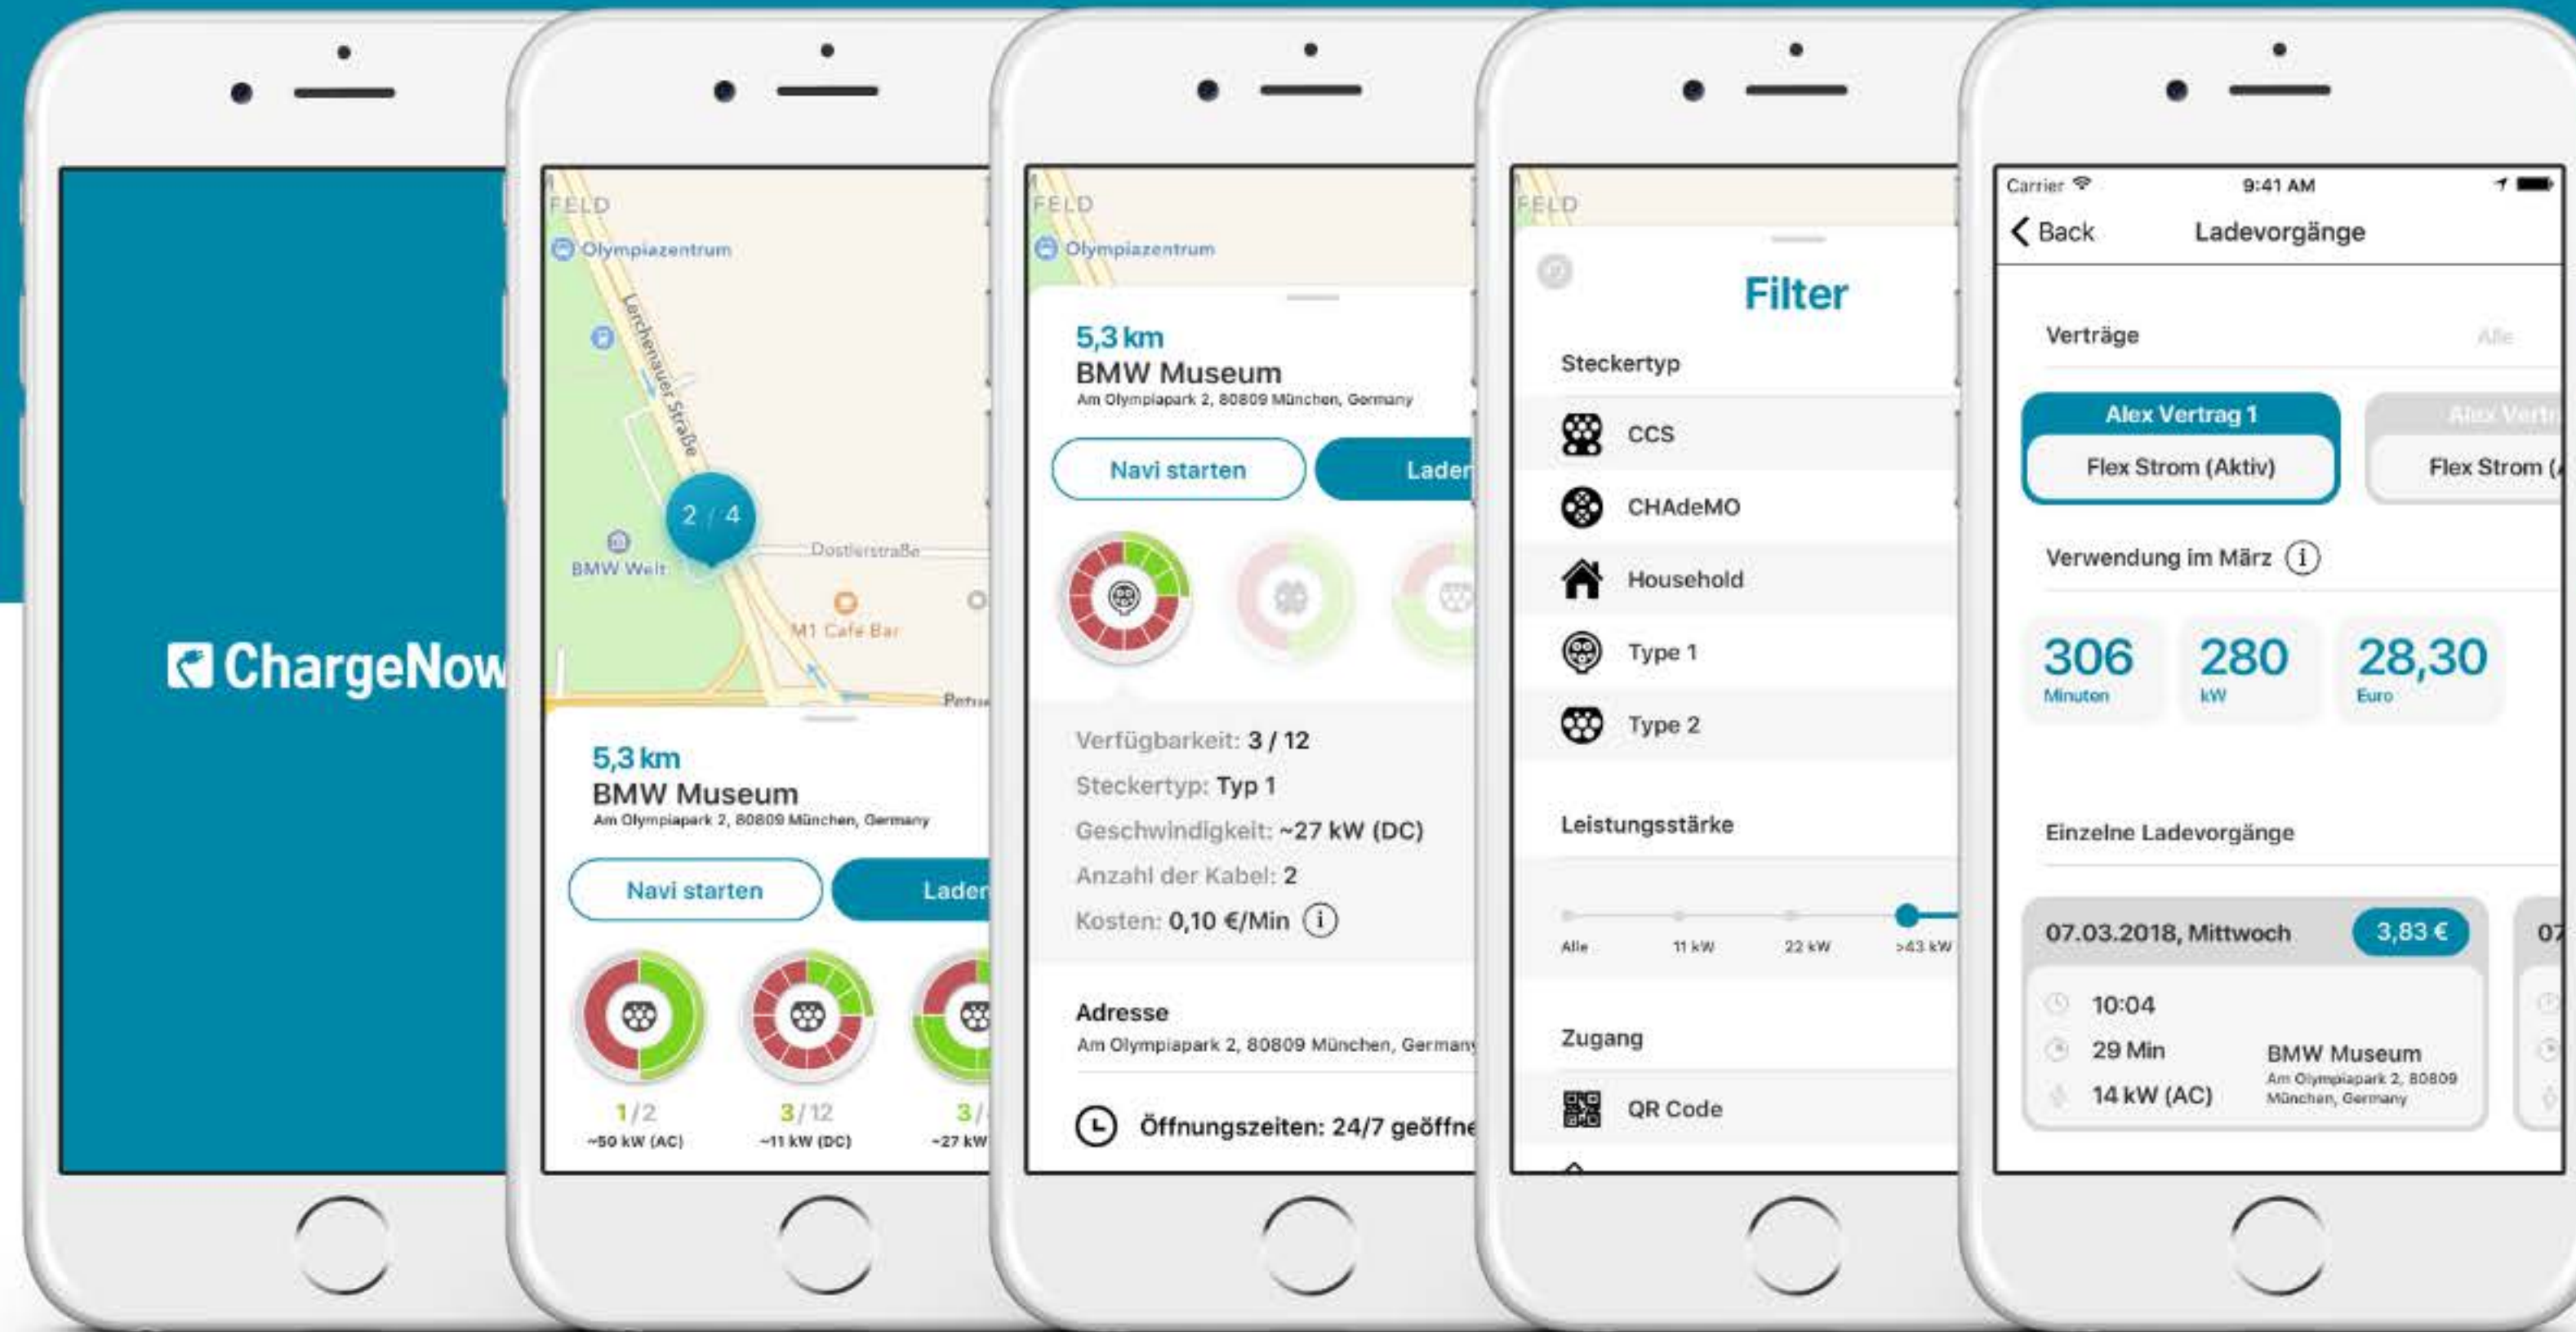 ChargeNow
FELD
Olympiazentrum
Lerchenauer Straße
2 / 4
Dostlerstraße
BMW Welt
M1 Cafe Bar
5,3 km
BMW Museum
Am Olympiapark 2, 80809 München, Germany
Navi starten
1/2
3/12
3/
~50 kW (AC)
~11 kW (DC)
~27 kW
FELD
Olympiazentrum
5,3 km
BMW Museum
Am Olympiapark 2, 80809 München, Germany
Navi starten
Verfügbarkeit: 3 / 12
Steckertyp: Typ 1
Geschwindigkeit: ~27 kW (DC)
Anzahl der Kabel: 2
Kosten: 0,10 €/Min
Adresse
Am Olympiapark 2, 80809 München, Germany
Öffnungszeiten: 24/7
FELD
Filter
Steckertyp
CCS
CHAdeMO
Household
Type 1
Type 2
Leistungsstärke
Alle
11 kW
22 kW
>43 kW
Zugang
QR Code
Carrier
9:41 AM
Back
Ladevorgänge
Verträge
Alle
Alex Vertrag 1
Alex
Flex Strom (Aktiv)
Flex Strom
Verwendung im März
306
280
28,30
Minuten
kW
Euro
Einzelne Ladevorgänge
07.03.2018, Mittwoch
3,83 €
07
10:04
29 Min
14 kW (AC)
BMW Museum
Am Olympiapark 2, 80809
München, Germany